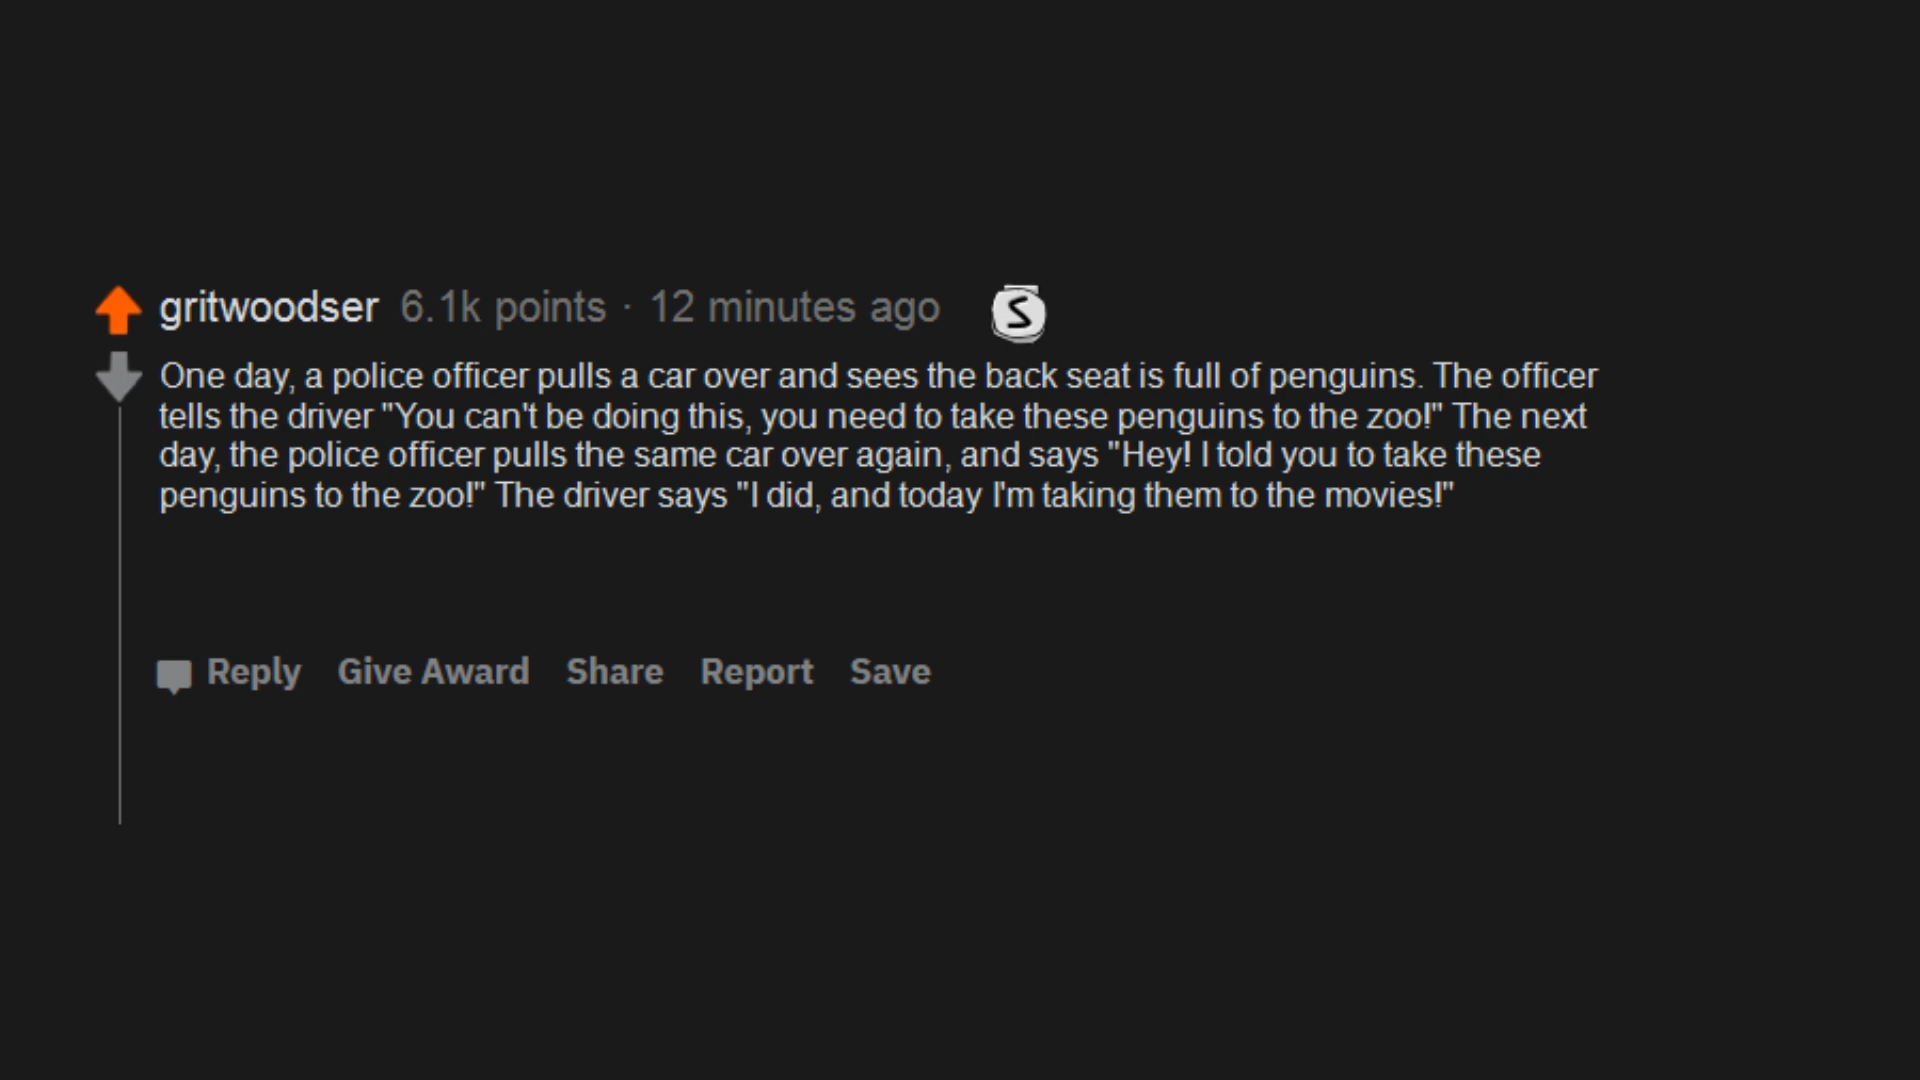 gritwoodser 6.1k points · 12 minutes ago S
One day, a police officer pulls a car over and sees the back seat is full of penguins. The officer
tells the driver "You can't be doing this, you need to take these penguins to the zoo!" The next
day, the police officer pulls the same car over again, and says "Hey! I told you to take these
penguins to the zoo!" The driver says "I did, and today I'm taking them to the movies!"
Reply Give Award Share Report Save